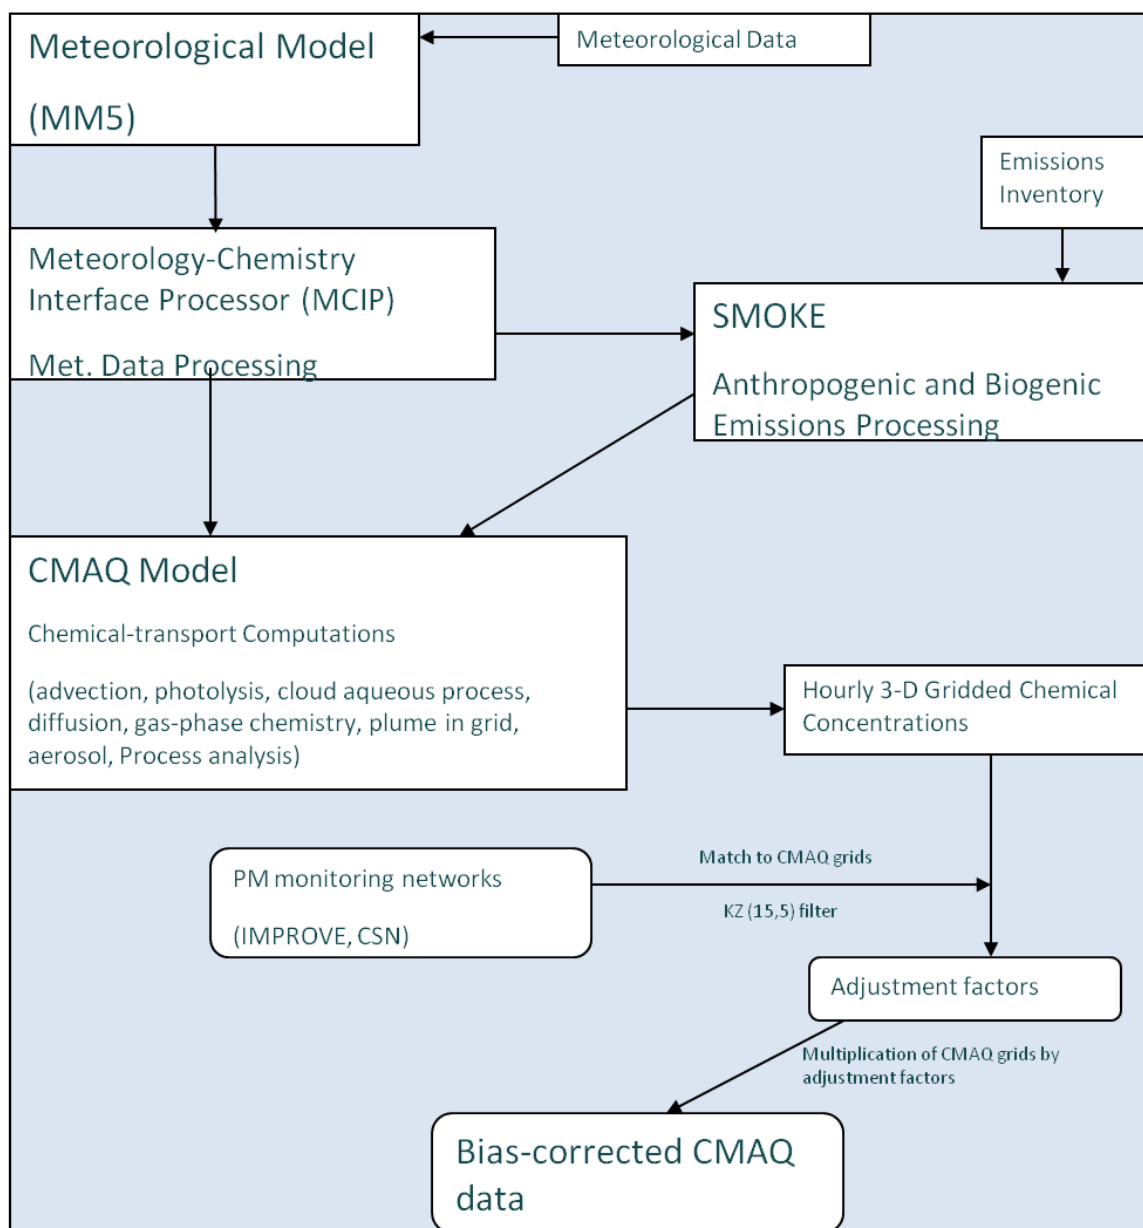 Meteorological Model
(MM5)
Meteorological Data
Emissions
Inventory
Meteorology-Chemistry
Interface Processor (MCIP)
Met. Data Processing
SMOKE
Anthropogenic and Biogenic
Emissions Processing
CMAQ Model
Chemical-transport Computations
(advection, photolysis, cloud aqueous process,
diffusion, gas-phase chemistry, plume in grid,
aerosol, Process analysis)
Hourly 3-D Gridded Chemical
Concentrations
PM monitoring networks
(IMPROVE, CSN)
Match to CMAQ grids
KZ (15,5) filter
Adjustment factors
Multiplication of CMAQ grids by
adjustment factors
Bias-corrected CMAQ
data